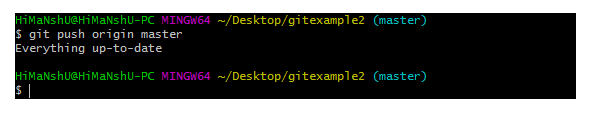 HiMaNshU@HiMaNshU-PC MINGW64 ~/Desktop/gitexample2 (master)
$ git push origin master
Everything up-to-date
HiMaNshU@HiMaNshU-PC MINGW64 ~/Desktop/gitexample2 (master)
$